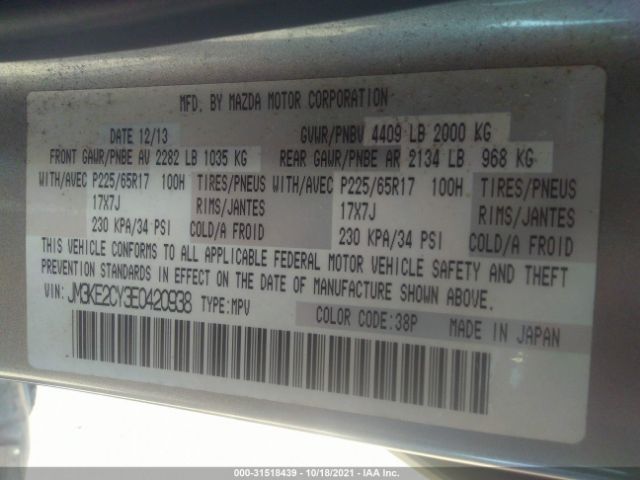 MFD. BY MAZDA MOTOR CORPORATION
DATE 12/13 GVWR/PNBV 4409 LB 2000 KG
FRONT GAWR/PNBE AV 2282 LB 1035 KG REAR GAWR/PNBE AR 2134 LB 968 KG
WITH/AVEC P225/65R17 100H TIRES/PNEUS WITH/AVEC P225/65R17 100H TIRES/PNEUS
17X7J RIMS/JANTES 17X7J RIMS/JANTES
230 KPA/34 PSI COLD/A FROID 230 KPA/34 PSI COLD/A FROID
THIS VEHICLE CONFORMS TO ALL APPLICABLE FEDERAL MOTOR VEHICLE SAFETY AND THEFT
PREVENTION STANDARDS IN EFFECT ON THE DATE OF MANUFACTURE SHOWN ABOVE.
VIN: JM3KE2CY3E0420938 TYPE:MPV
COLOR CODE:38P MADE IN JAPAN
000-31518439 - 10/18/2021 - IAA Inc.